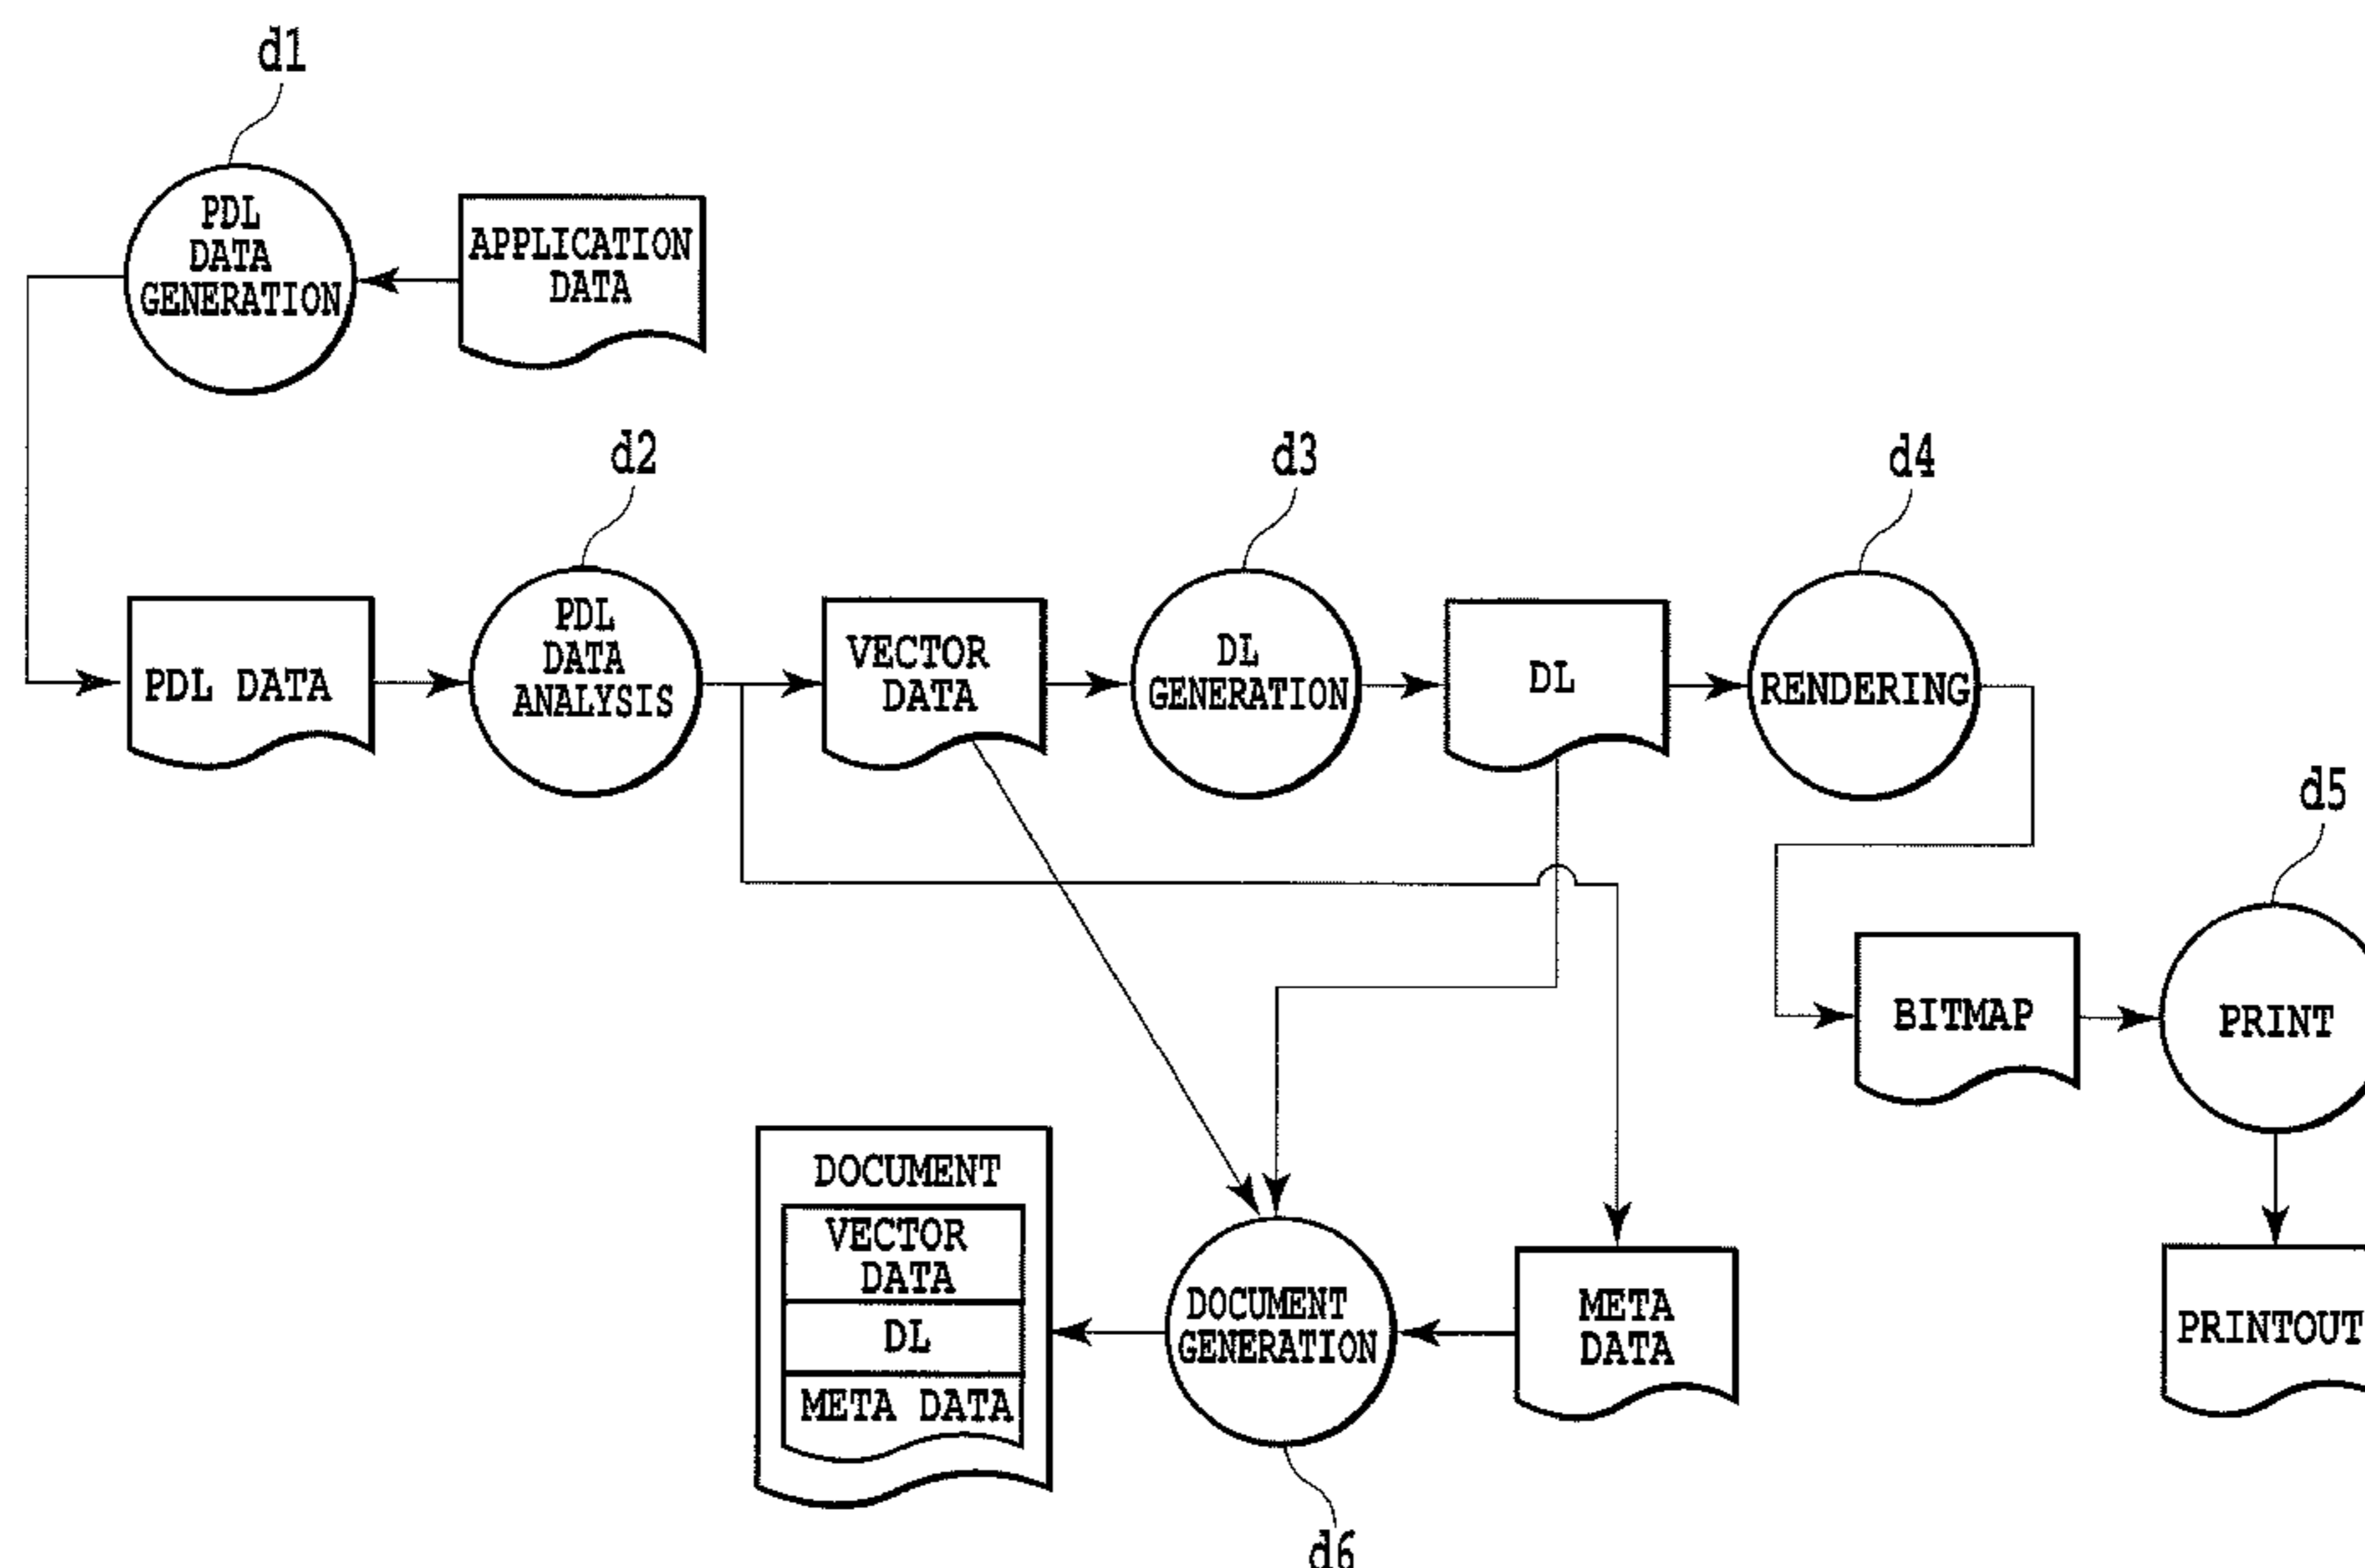 d1
PDL
DATA
GENERATION
APPLICATION
DATA
d2
d3
d4
PDL DATA
PDL
DATA
ANALYSIS
VECTOR
DATA
DL
GENERATION
DL
RENDERING
d5
BITMAP
PRINT
DOCUMENT
VECTOR
DATA
DL
META DATA
DOCUMENT
GENERATION
META
DATA
PRINTOUT
d6